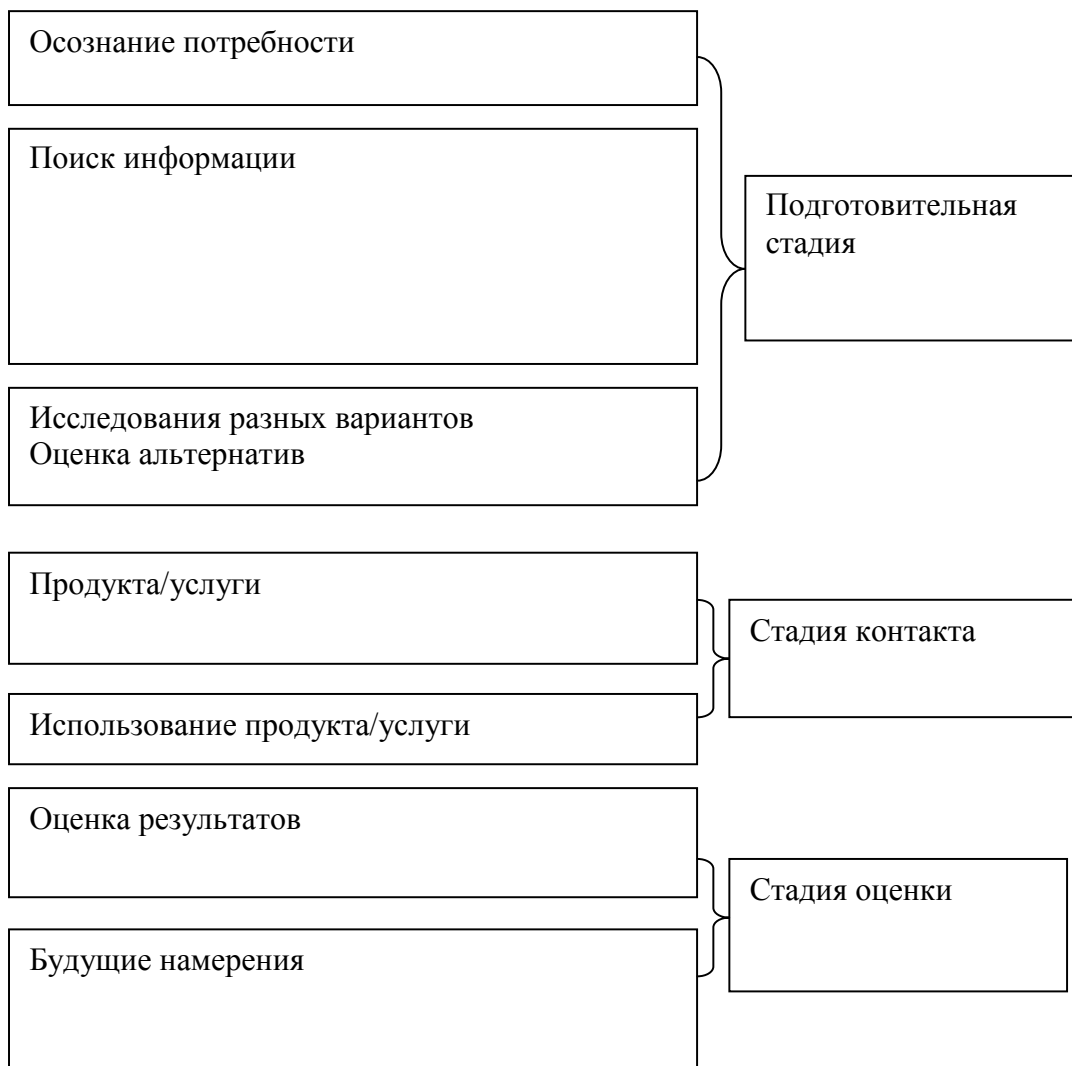 Осознание потребности
Поиск информации
Подготовительная
стадия
Исследования разных вариантов
Оценка альтернатив
Продукта/услуги
Стадия контакта
Использование продукта/услуги
Оценка результатов
Стадия оценки
Будущие намерения